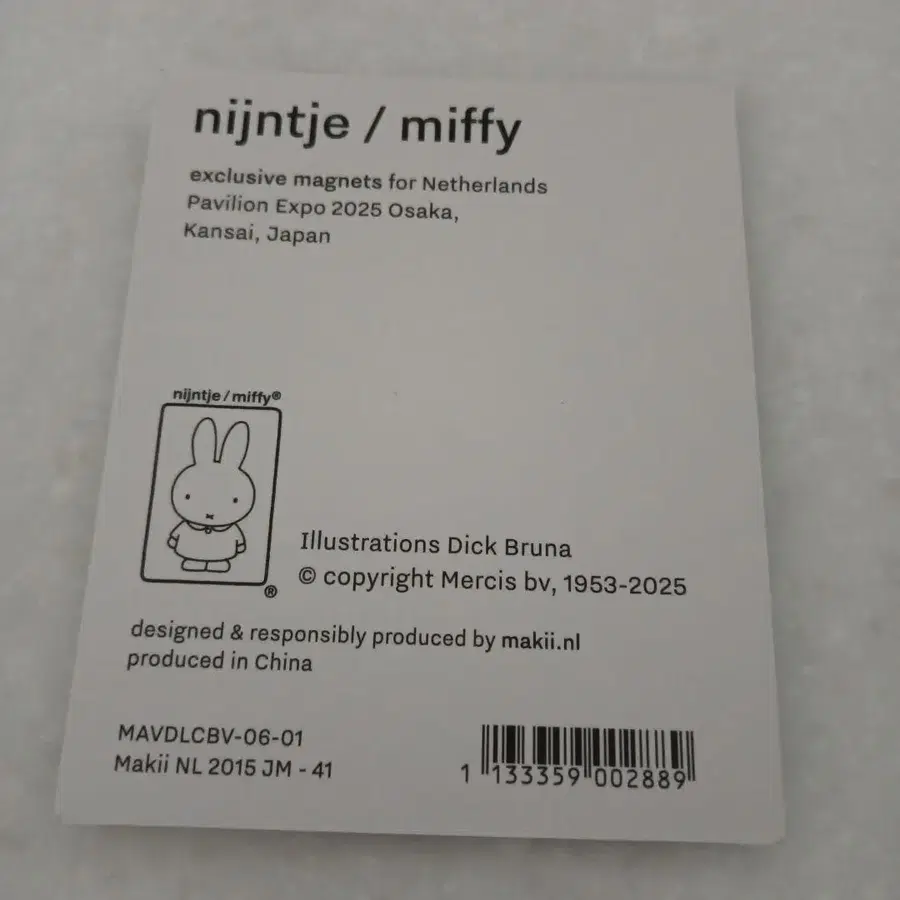 nijntje / miffy
exclusive magnets for Netherlands
Pavilion Expo 2025 Osaka,
Kansai, Japan
nijntje / miffy®
®
Illustrations Dick Bruna
© copyright Mercis bv, 1953-2025
designed & responsibly produced by makii.nl
produced in China
MAVDLCBV-06-01
Makii NL 2015 JM - 41
1 133359 002889